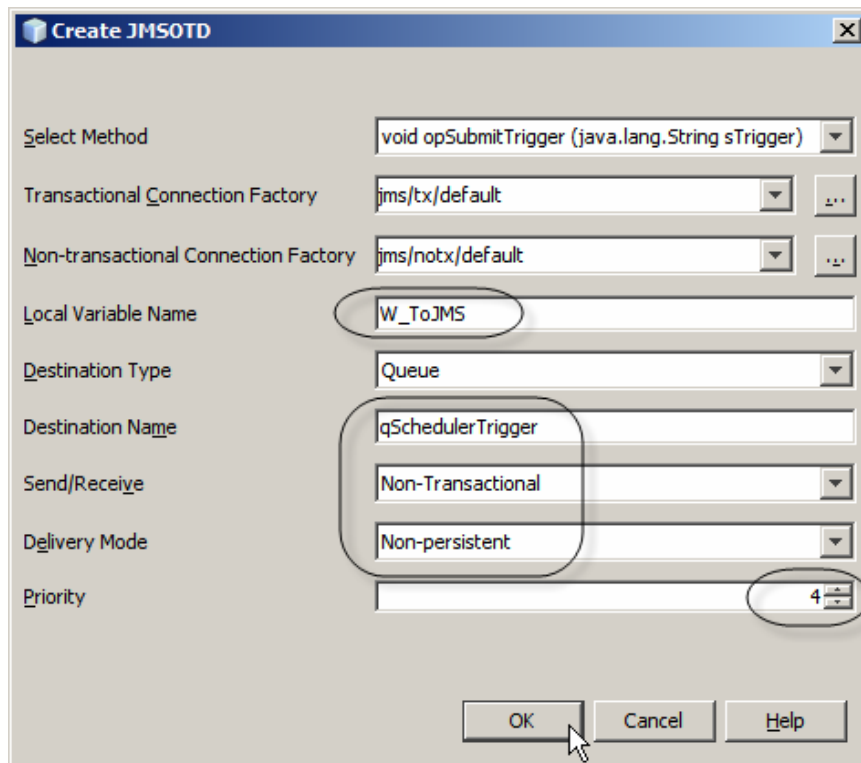 Create JMSOTD
Select Method void opSubmitTrigger (java.lang.String sTrigger)
Transactional Connection Factory jms/tx/default ...
Non-transactional Connection Factory jms/notx/default ...
Local Variable Name W_ToJMS
Destination Type Queue
Destination Name qSchedulerTrigger
Send/Receive Non-Transactional
Delivery Mode Non-persistent
Priority 4
OK Cancel Help